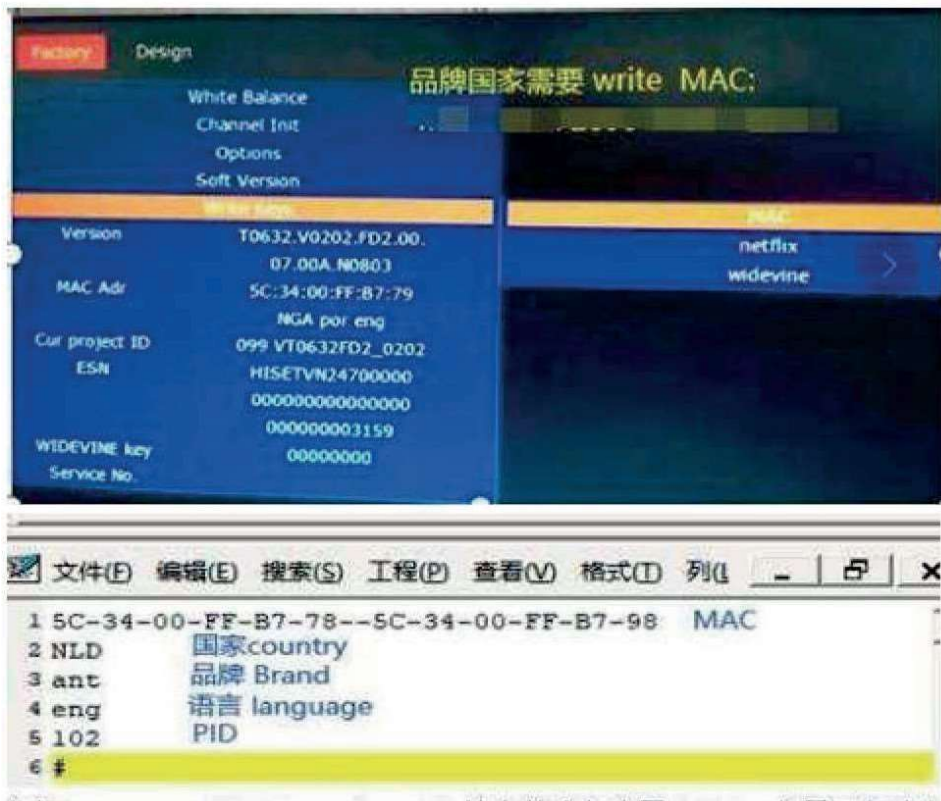 Factory Design
品牌国家需要 write MAC:
White Balance
Channel Init
Options
Soft Version
MAC
Version T0632.V0202.FD2.00.
07.00A.N0803
netflix
widevine
MAC Adr 5C:34:00:FF:B7:79
NGA por eng
Cur project ID 099 VT0632FD2_0202
ESN HISETVN24700000
000000000000000
000000003159
WIDEVINE key 00000000
Service No.
文件(F) 编辑(E) 搜索(S) 工程(P) 查看(V) 格式(T) 列(L
1 5C-34-00-FF-B7-78--5C-34-00-FF-B7-98 MAC
2 NLD 国家country
3 ant 品牌 Brand
4 eng 语言 language
5 102 PID
6 #